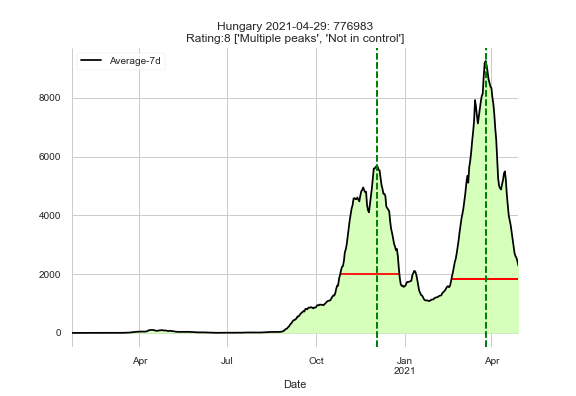 Hungary 2021-04-29: 776983
Rating:8 ['Multiple peaks', 'Not in control']
Average-7d
8000
6000
4000
2000
0
Apr
Jul
Oct
Jan
2021
Apr
Date